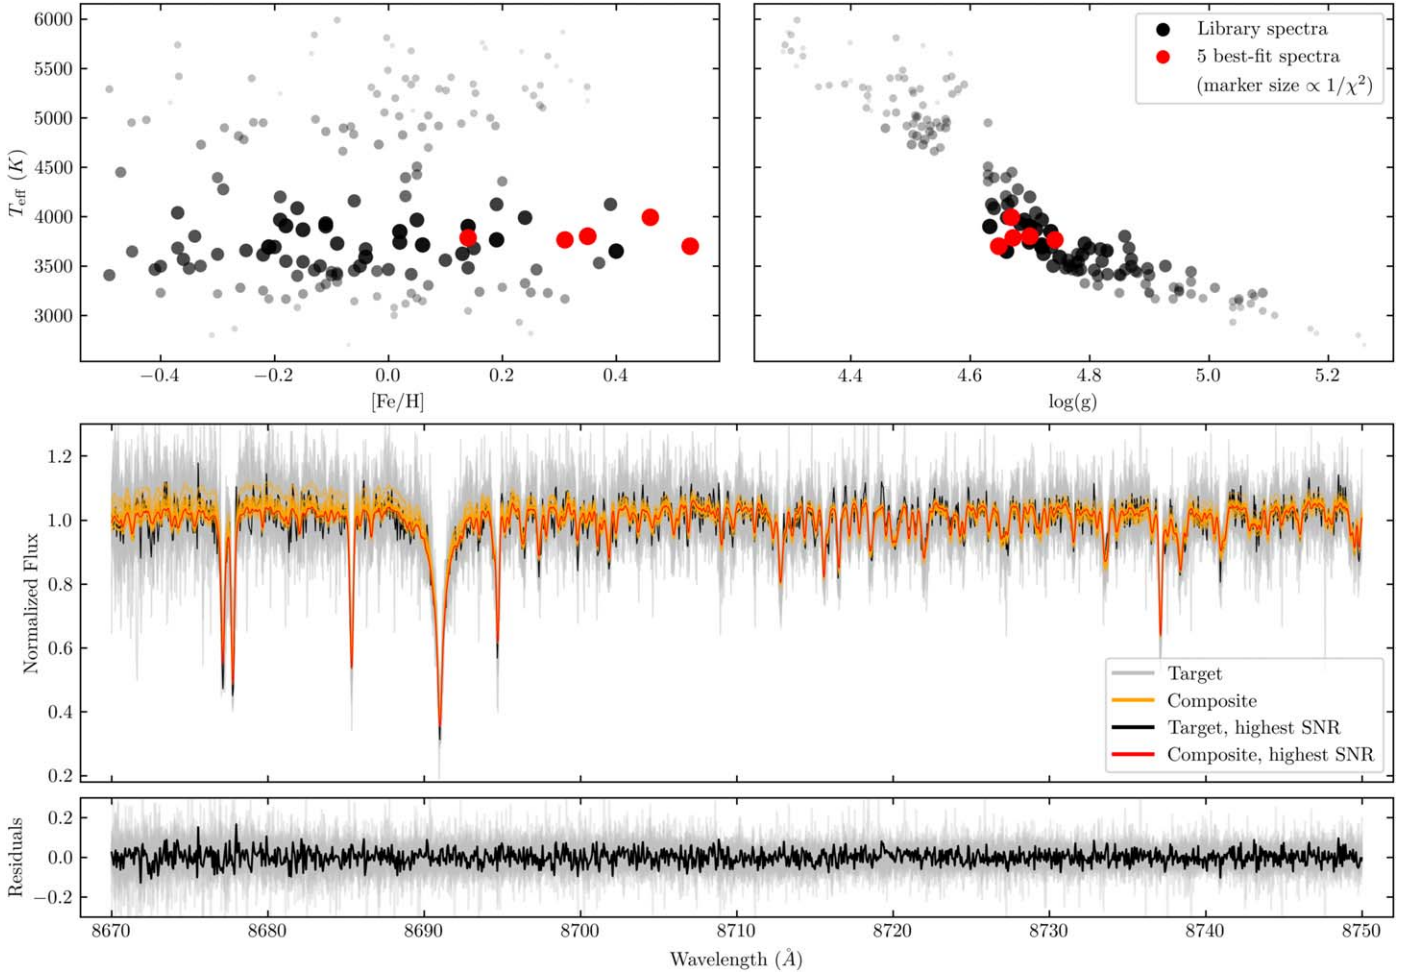 6000
5500
5000
4500
4000
3500
3000
T_eff (K)
−0.4
−0.2
0.0
0.2
0.4
[Fe/H]
Library spectra
5 best-fit spectra
(marker size ∝ 1/χ²)
4.4
4.6
4.8
5.0
5.2
log(g)
1.2
1.0
0.8
0.6
0.4
0.2
Normalized Flux
Target
Composite
Target, highest SNR
Composite, highest SNR
0.2
0.0
−0.2
Residuals
8670
8680
8690
8700
8710
8720
8730
8740
8750
Wavelength (Å)